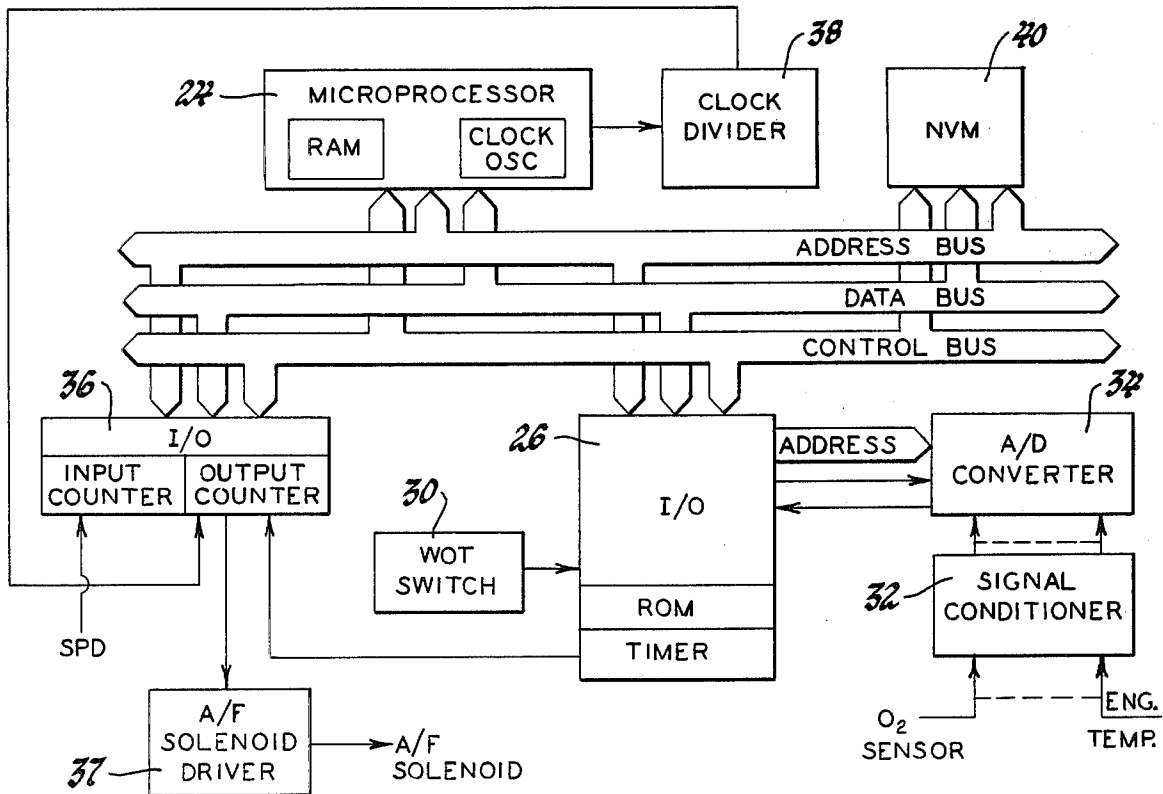 38
40
24
MICROPROCESSOR
RAM
CLOCK
OSC
CLOCK
DIVIDER
NVM
ADDRESS BUS
DATA BUS
CONTROL BUS
36
I/O
INPUT
COUNTER
OUTPUT
COUNTER
26
I/O
ROM
TIMER
ADDRESS
34
A/D
CONVERTER
30
WOT
SWITCH
32
SIGNAL
CONDITIONER
SPD
A/F
SOLENOID
DRIVER
37
A/F
SOLENOID
O2
SENSOR
ENG.
TEMP.